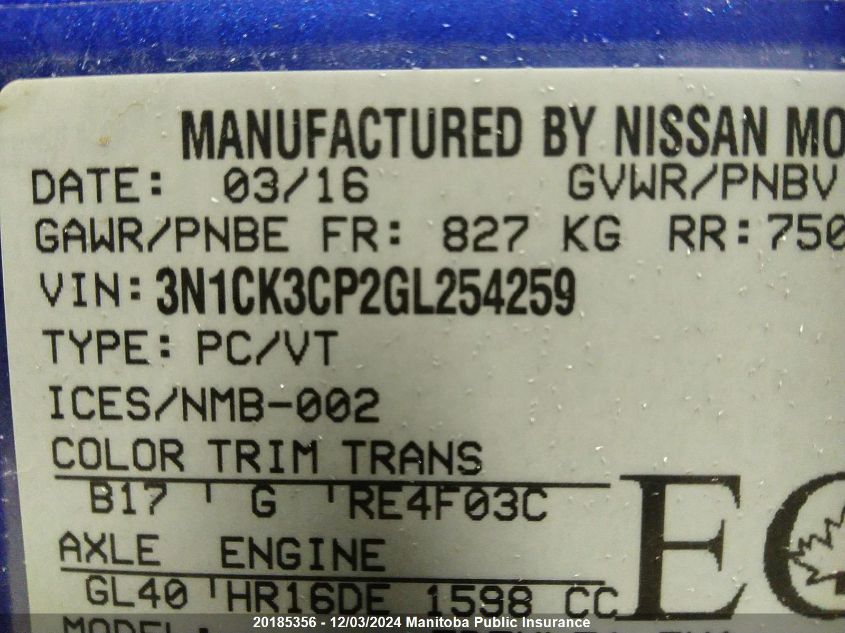 MANUFACTURED BY NISSAN MO
DATE: 03/16 GVWR/PNBV
GAWR/PNBE FR: 827 KG RR: 750
VIN: 3N1CK3CP2GL254259
TYPE: PC/VT
ICES/NMB-002
COLOR TRIM TRANS
B17 G RE4F03C
AXLE ENGINE
GL40 HR16DE 1598 CC
MODEL:
20185356 - 12/03/2024 Manitoba Public Insurance